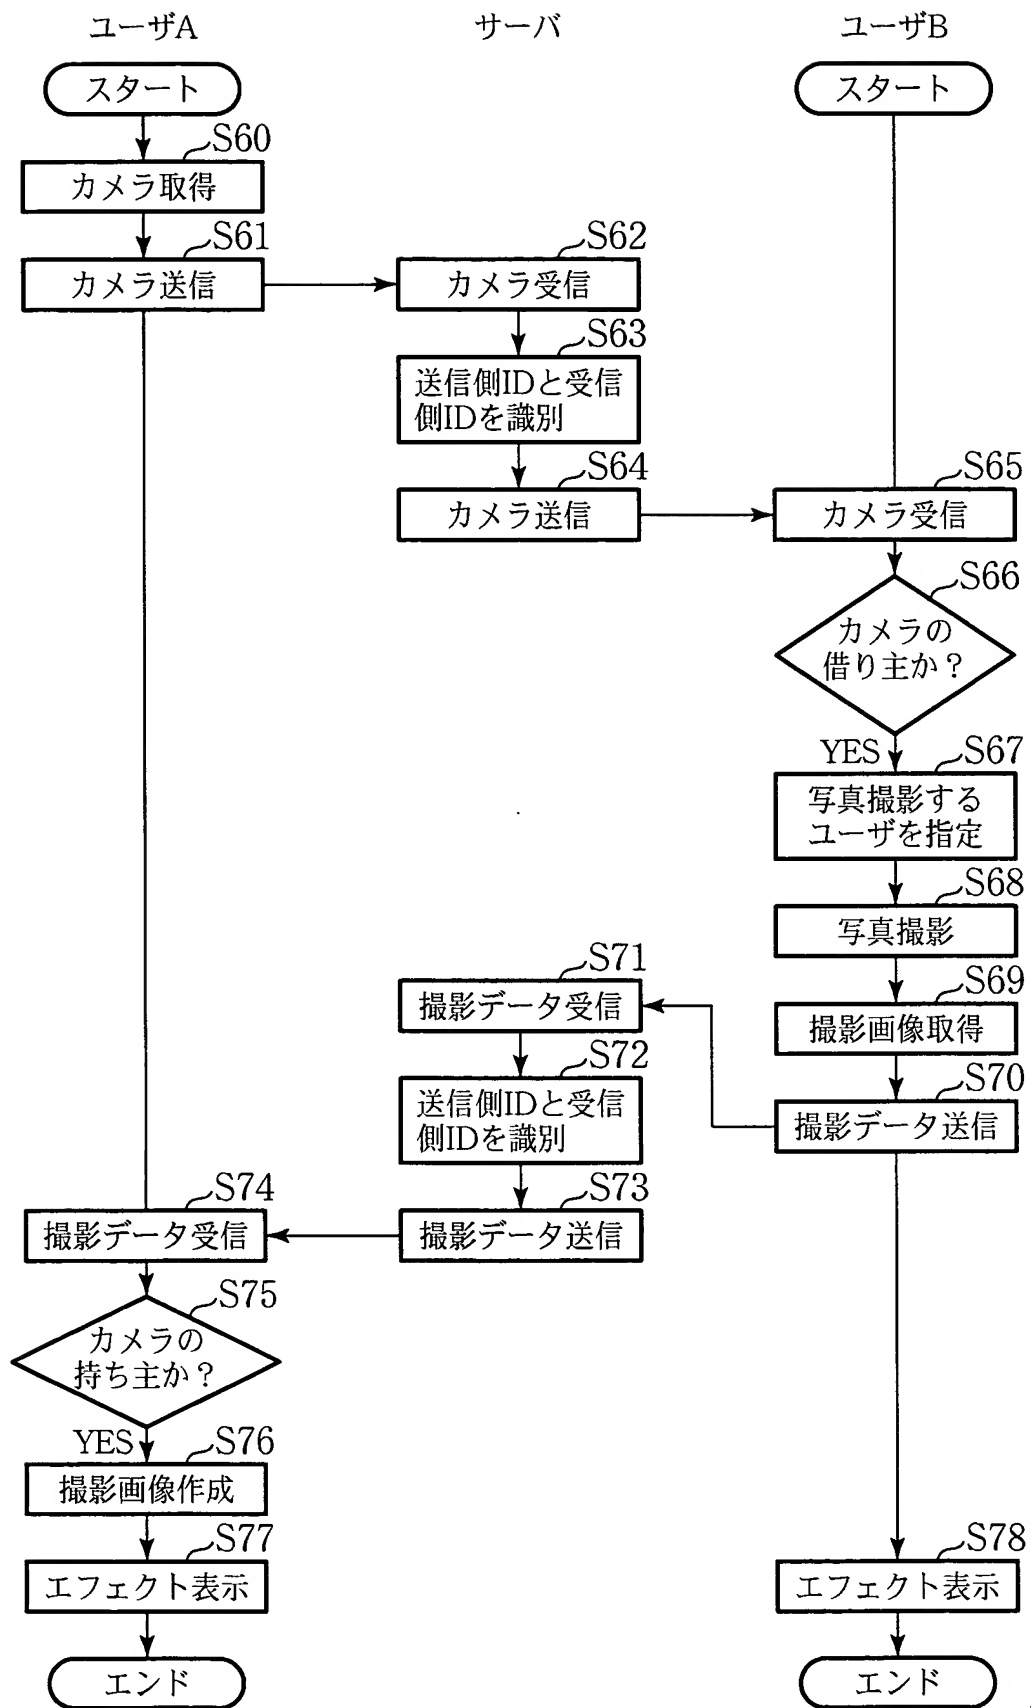 ユーザA
サーバ
ユーザB
スタート
スタート
S60
カメラ取得
S61
カメラ送信
S62
カメラ受信
S63
送信側IDと受信
側IDを識別
S64
カメラ送信
S65
カメラ受信
S66
カメラの
借り主か?
YES
S67
写真撮影する
ユーザを指定
S68
写真撮影
S69
撮影画像取得
S70
撮影データ送信
S71
撮影データ受信
S72
送信側IDと受信
側IDを識別
S73
撮影データ送信
S74
撮影データ受信
S75
カメラの
持ち主か?
YES
S76
撮影画像作成
S77
エフェクト表示
S78
エフェクト表示
エンド
エンド